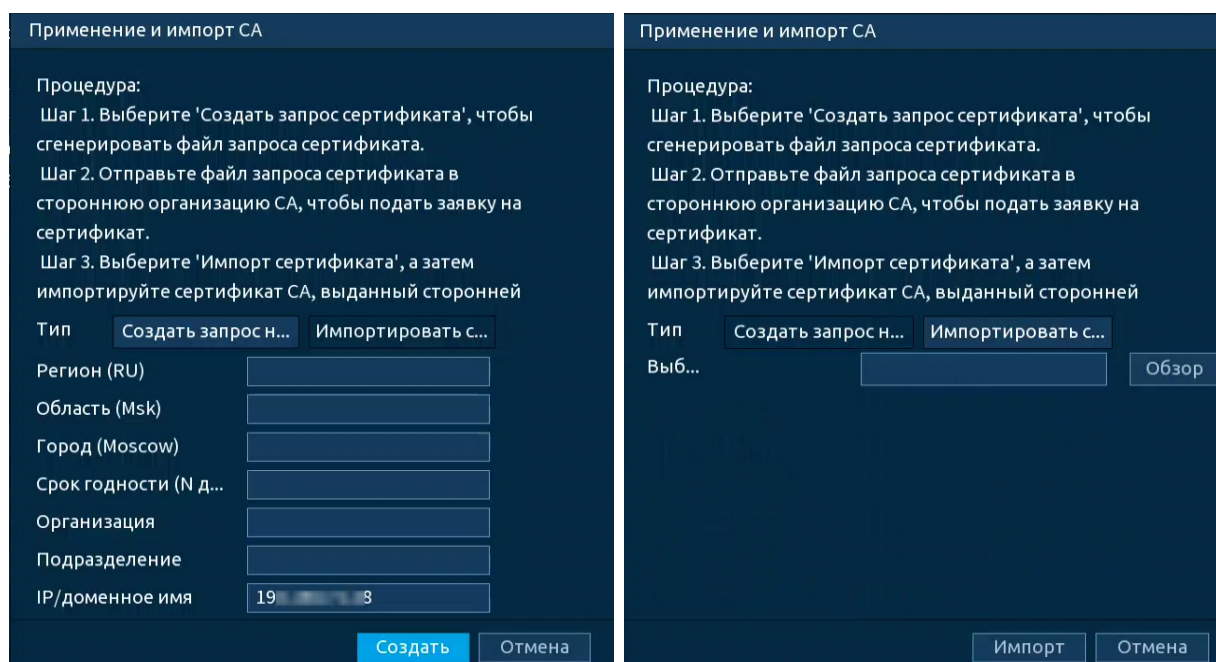 Применение и импорт CA
Процедура:
Шаг 1. Выберите 'Создать запрос сертификата', чтобы
сгенерировать файл запроса сертификата.
Шаг 2. Отправьте файл запроса сертификата в
стороннюю организацию CA, чтобы подать заявку на
сертификат.
Шаг 3. Выберите 'Импорт сертификата', а затем
импортируйте сертификат CA, выданный сторонней
Тип Создать запрос н... Импортировать с...
Регион (RU)
Область (Msk)
Город (Moscow)
Срок годности (N д...
Организация
Подразделение
IP/доменное имя 19 8
Создать Отмена
Применение и импорт CA
Процедура:
Шаг 1. Выберите 'Создать запрос сертификата', чтобы
сгенерировать файл запроса сертификата.
Шаг 2. Отправьте файл запроса сертификата в
стороннюю организацию CA, чтобы подать заявку на
сертификат.
Шаг 3. Выберите 'Импорт сертификата', а затем
импортируйте сертификат CA, выданный сторонней
Тип Создать запрос н... Импортировать с...
Выб... Обзор
Импорт Отмена